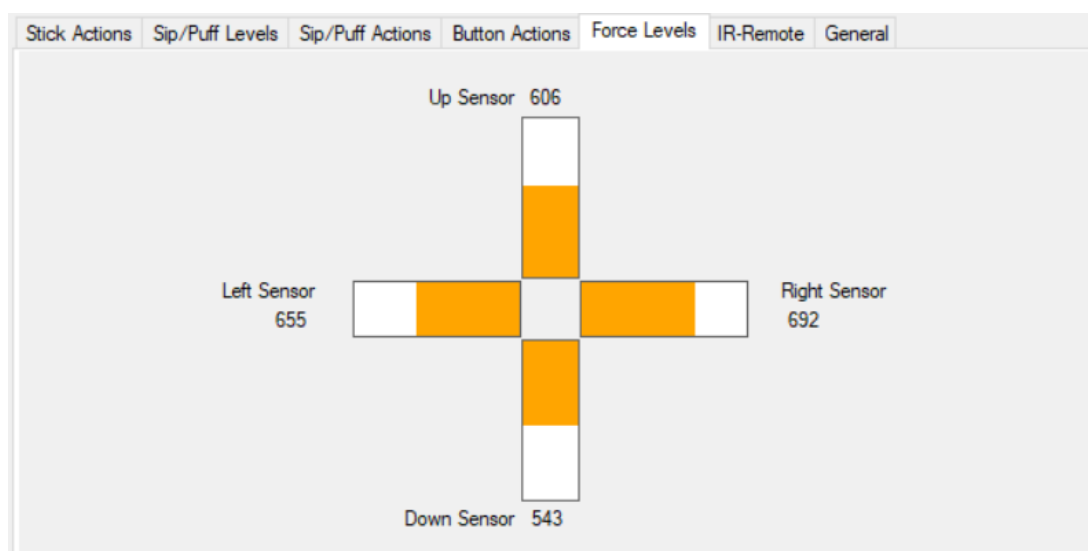 Stick Actions Sip/Puff Levels Sip/Puff Actions Button Actions Force Levels IR-Remote General
Up Sensor 606
Left Sensor
655
Right Sensor
692
Down Sensor 543